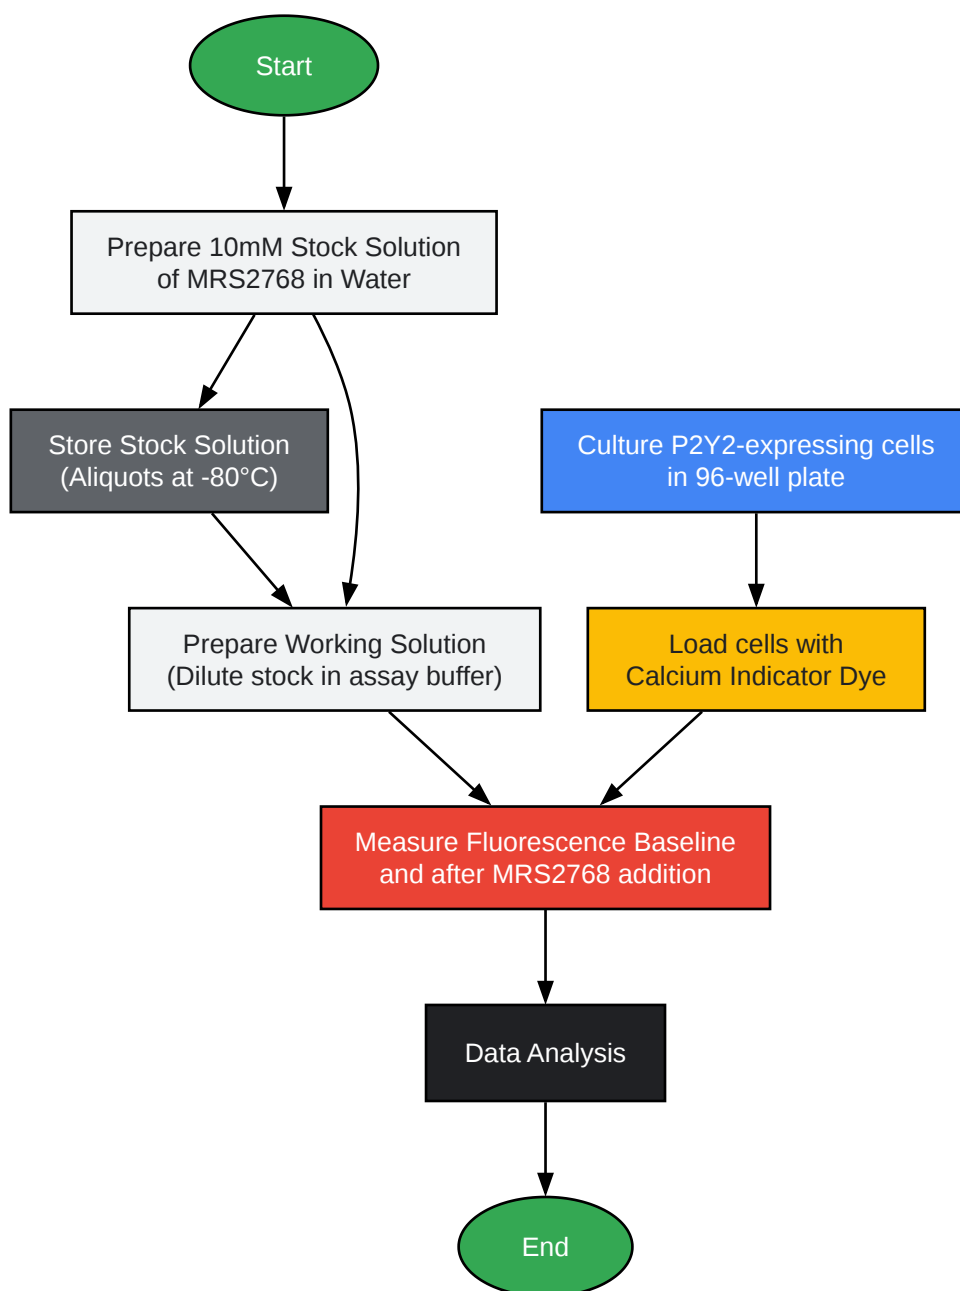 Start
Prepare 10mM Stock Solution
of MRS2768 in Water
Store Stock Solution
(Aliquots at -80°C)
Culture P2Y2-expressing cells
in 96-well plate
Prepare Working Solution
(Dilute stock in assay buffer)
Load cells with
Calcium Indicator Dye
Measure Fluorescence Baseline
and after MRS2768 addition
Data Analysis
End